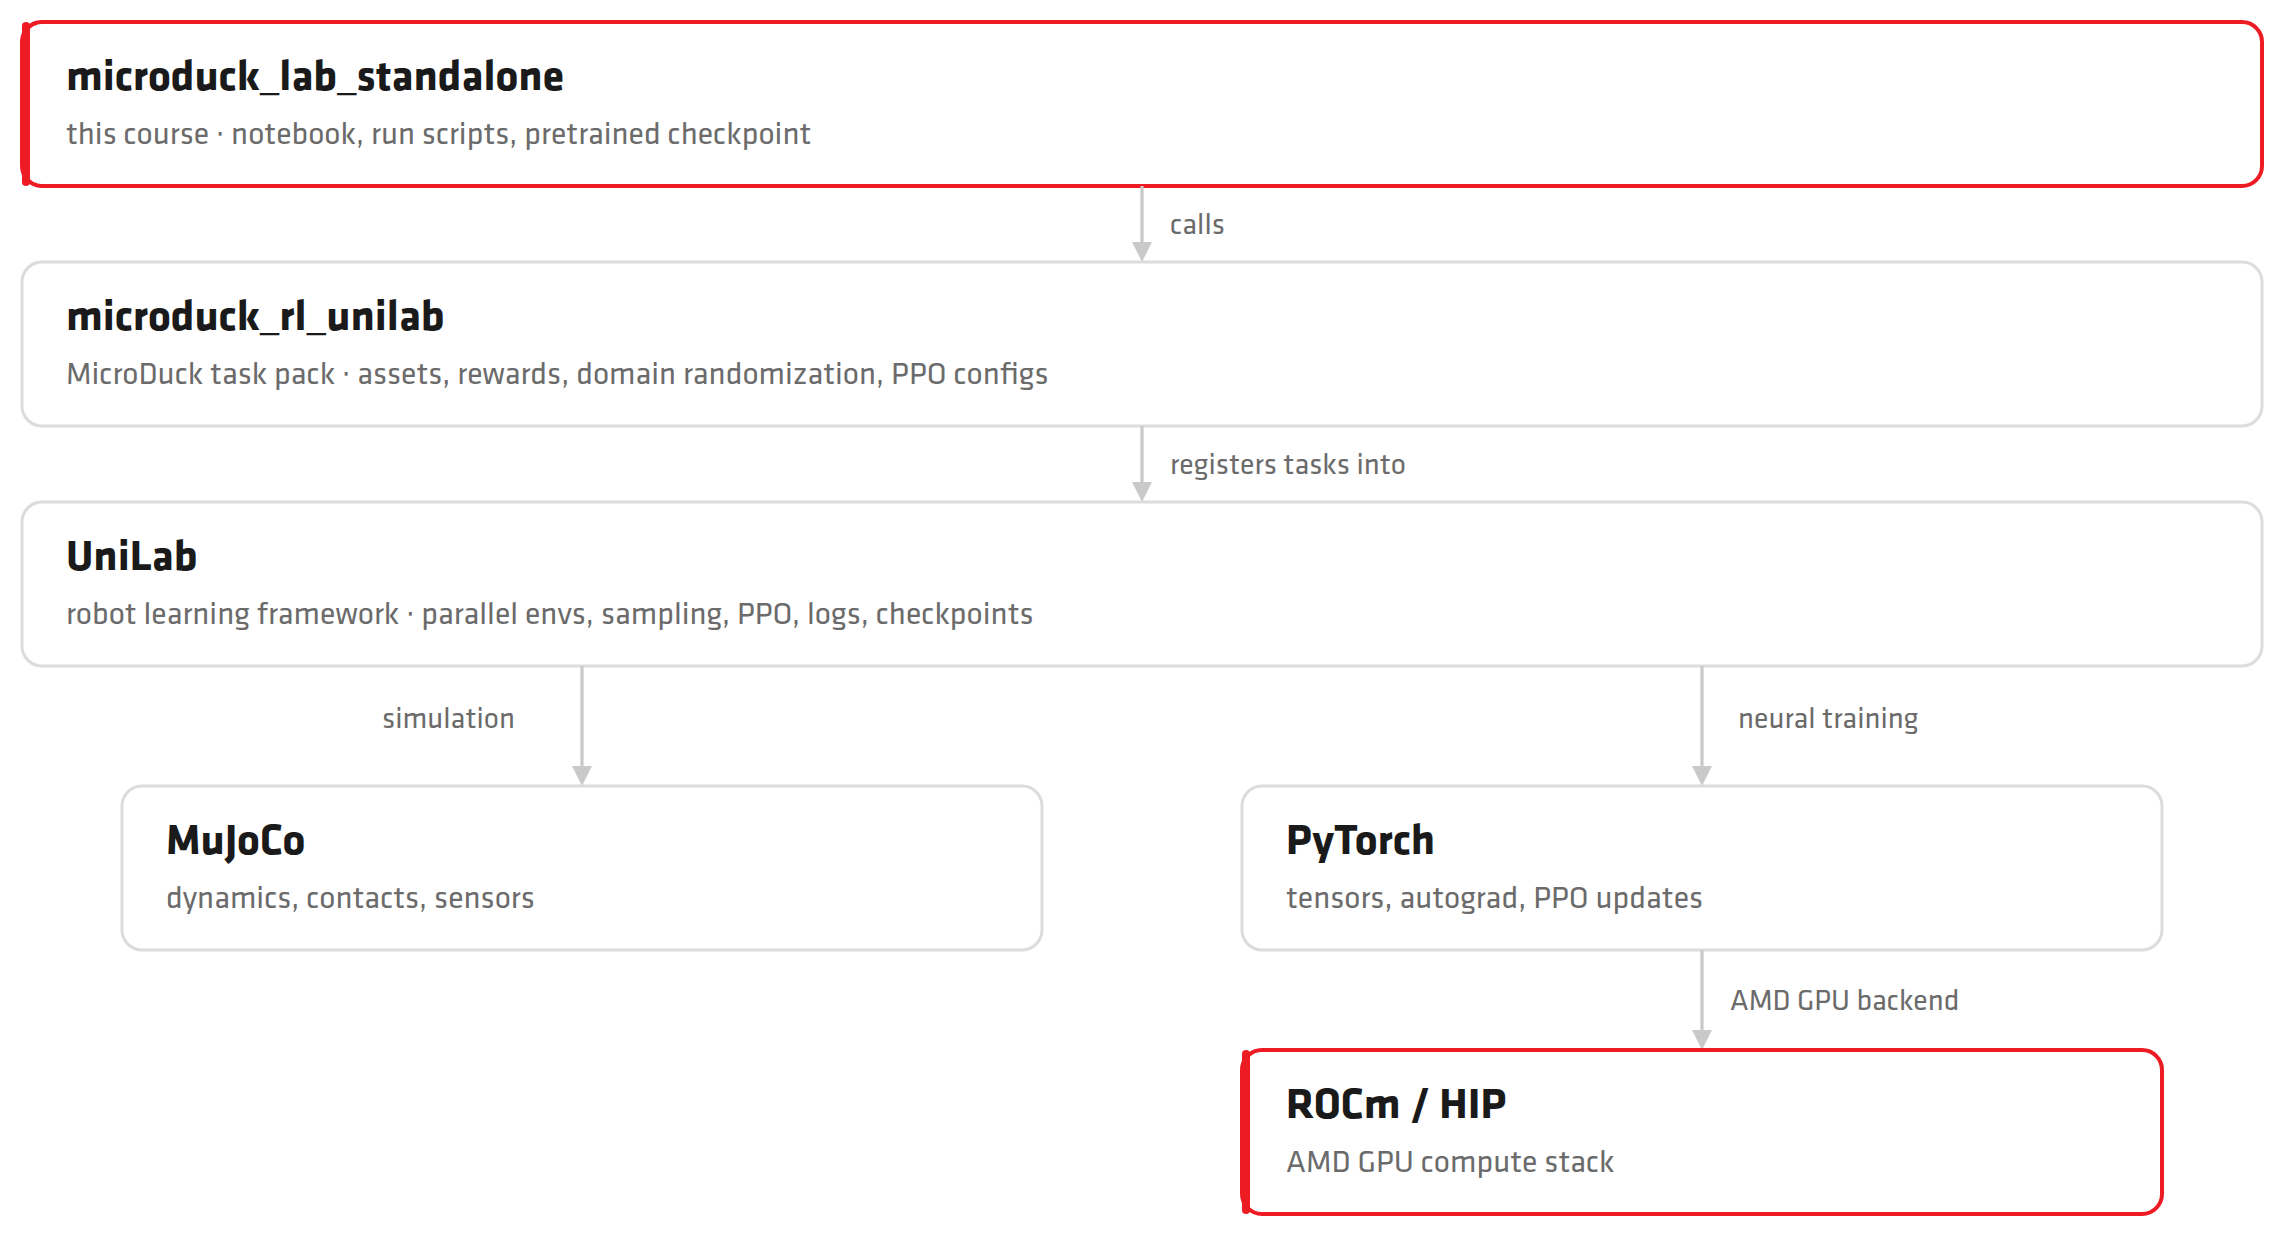 microduck_lab_standalone
this course · notebook, run scripts, pretrained checkpoint
calls
microduck_rl_unilab
MicroDuck task pack · assets, rewards, domain randomization, PPO configs
registers tasks into
UniLab
robot learning framework · parallel envs, sampling, PPO, logs, checkpoints
simulation
neural training
MuJoCo
dynamics, contacts, sensors
PyTorch
tensors, autograd, PPO updates
AMD GPU backend
ROCm / HIP
AMD GPU compute stack